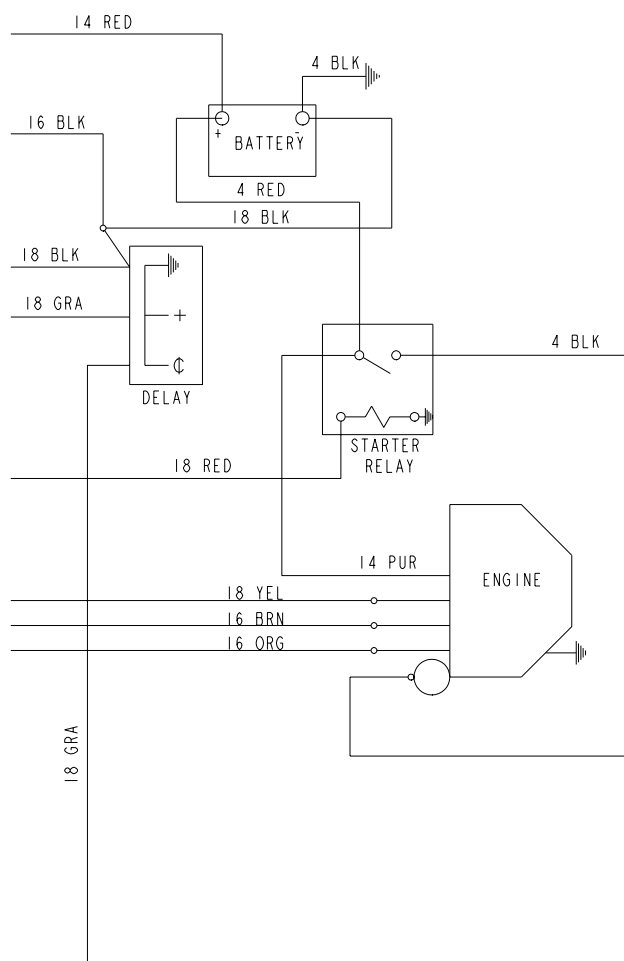 14 RED
4 BLK
16 BLK
+
-
BATTERY
4 RED
18 BLK
18 BLK
18 GRA
+
₵
4 BLK
DELAY
STARTER
RELAY
18 RED
14 PUR
ENGINE
18 YEL
16 BRN
16 ORG
18 GRA